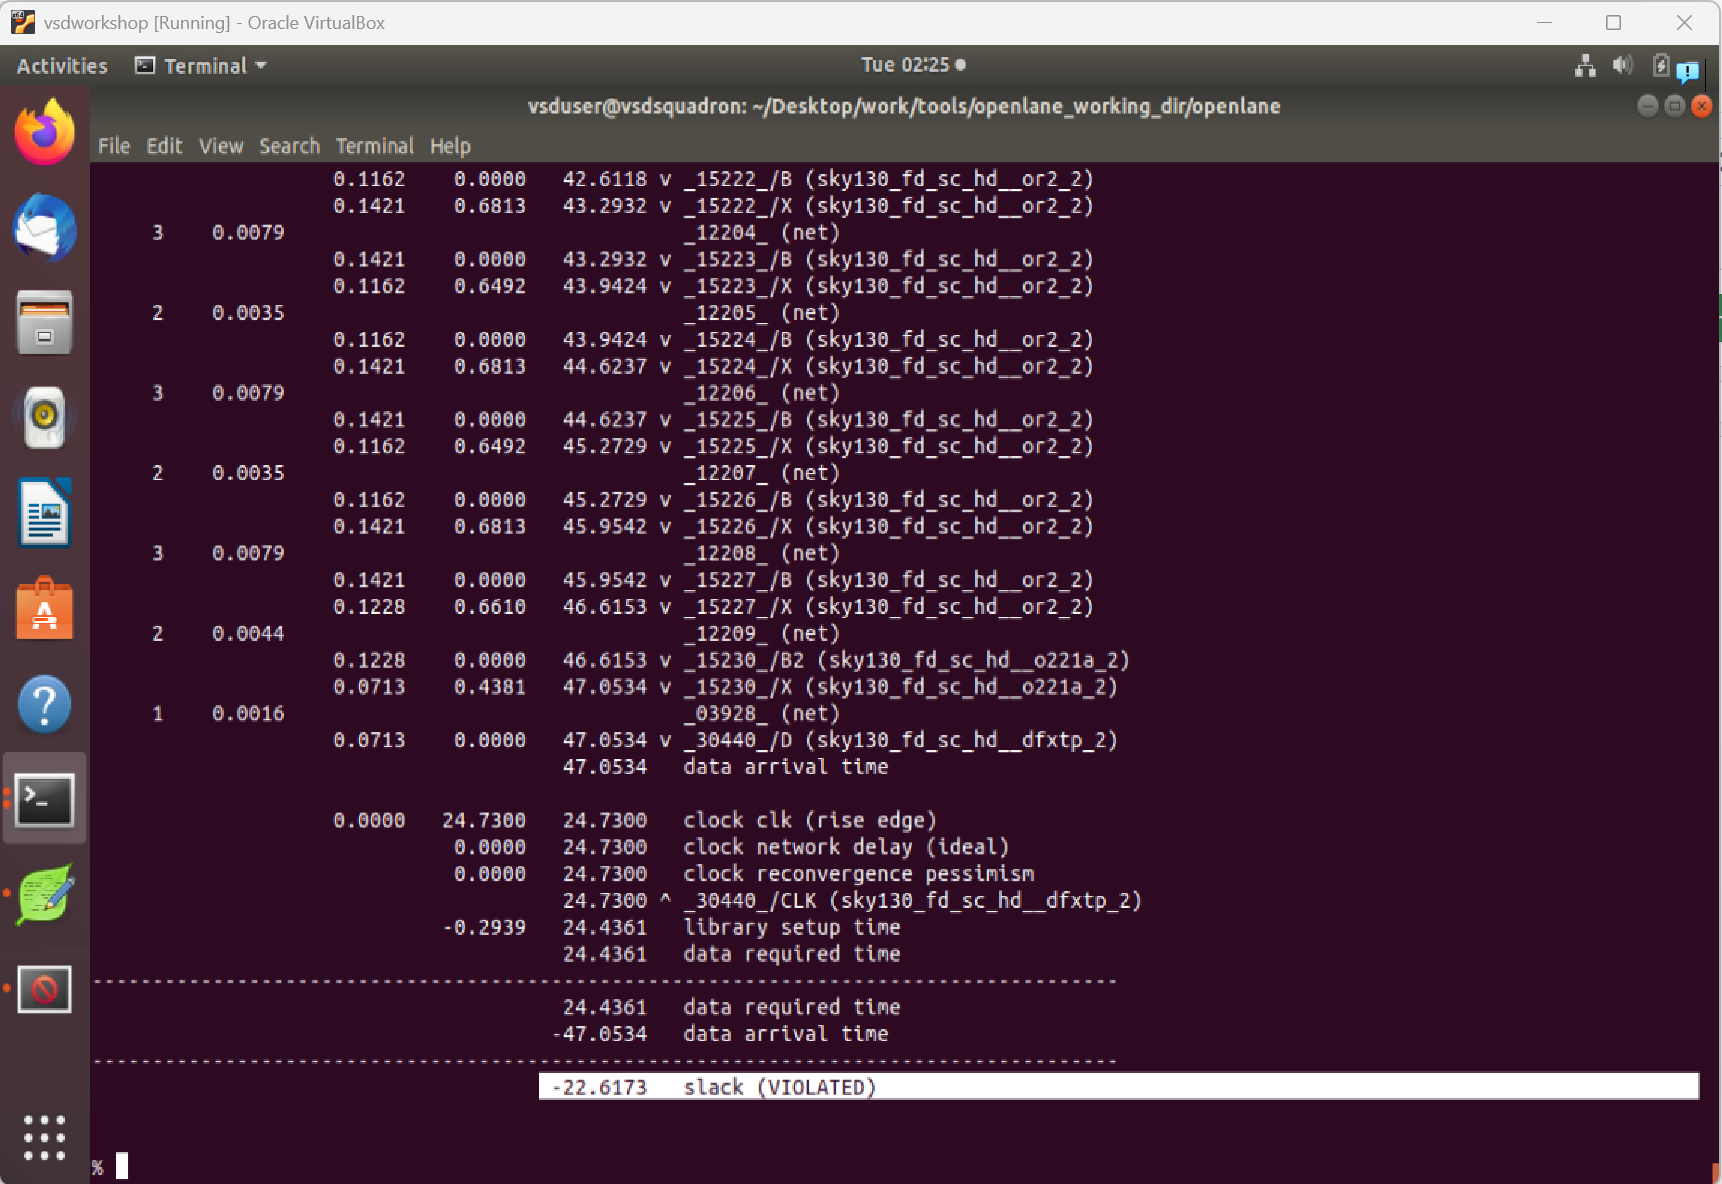 vsdworkshop [Running] - Oracle VirtualBox
Activities Terminal Tue 02:25
vsduser@vsdsquadron: ~/Desktop/work/tools/openlane_working_dir/openlane
File Edit View Search Terminal Help
0.1162 0.0000 42.6118 v _15222_/B (sky130_fd_sc_hd__or2_2)
0.1421 0.6813 43.2932 v _15222_/X (sky130_fd_sc_hd__or2_2)
3 0.0079 _12204_ (net)
0.1421 0.0000 43.2932 v _15223_/B (sky130_fd_sc_hd__or2_2)
0.1162 0.6492 43.9424 v _15223_/X (sky130_fd_sc_hd__or2_2)
2 0.0035 _12205_ (net)
0.1162 0.0000 43.9424 v _15224_/B (sky130_fd_sc_hd__or2_2)
0.1421 0.6813 44.6237 v _15224_/X (sky130_fd_sc_hd__or2_2)
3 0.0079 _12206_ (net)
0.1421 0.0000 44.6237 v _15225_/B (sky130_fd_sc_hd__or2_2)
0.1162 0.6492 45.2729 v _15225_/X (sky130_fd_sc_hd__or2_2)
2 0.0035 _12207_ (net)
0.1162 0.0000 45.2729 v _15226_/B (sky130_fd_sc_hd__or2_2)
0.1421 0.6813 45.9542 v _15226_/X (sky130_fd_sc_hd__or2_2)
3 0.0079 _12208_ (net)
0.1421 0.0000 45.9542 v _15227_/B (sky130_fd_sc_hd__or2_2)
0.1228 0.6610 46.6153 v _15227_/X (sky130_fd_sc_hd__or2_2)
2 0.0044 _12209_ (net)
0.1228 0.0000 46.6153 v _15230_/B2 (sky130_fd_sc_hd__o221a_2)
0.0713 0.4381 47.0534 v _15230_/X (sky130_fd_sc_hd__o221a_2)
1 0.0016 _03928_ (net)
0.0713 0.0000 47.0534 v _30440_/D (sky130_fd_sc_hd__dfxtp_2)
47.0534 data arrival time
0.0000 24.7300 24.7300 clock clk (rise edge)
0.0000 24.7300 clock network delay (ideal)
0.0000 24.7300 clock reconvergence pessimism
24.7300 ^ _30440_/CLK (sky130_fd_sc_hd__dfxtp_2)
-0.2939 24.4361 library setup time
24.4361 data required time
-------------------------------------------------------------------------------------
24.4361 data required time
-47.0534 data arrival time
-------------------------------------------------------------------------------------
-22.6173 slack (VIOLATED)
%